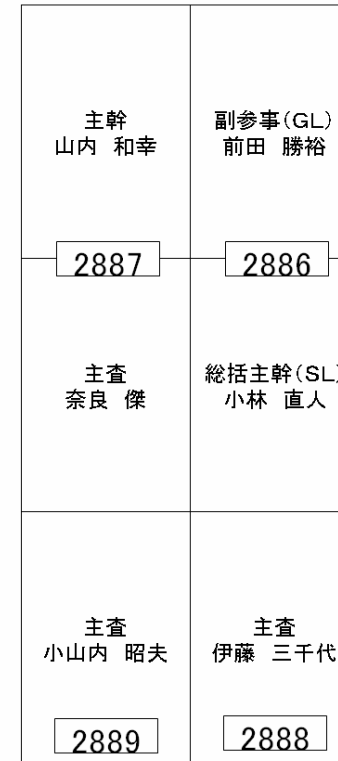 主幹
山内 和幸
副参事(GL)
前田 勝裕
2887
2886
主査
奈良 傑
総括主幹(SL)
小林 直人
主査
小山内 昭夫
主査
伊藤 三千代
2889
2888